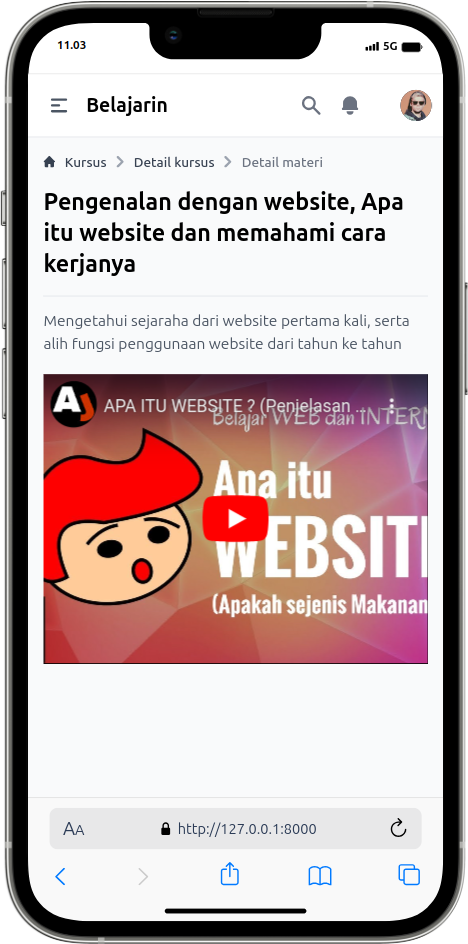 11.03
5G
Belajarin
Kursus
Detail kursus
Detail materi
Pengenalan dengan website, Apa
itu website dan memahami cara
kerjanya
Mengetahui sejaraha dari website pertama kali, serta
alih fungsi penggunaan website dari tahun ke tahun
AJ
APA ITU WEBSITE ? (Penjelasan ...
Belajar WEB dan INTERN
Apa itu
WEBSITE
(Apakah sejenis Makanan
AA
http://127.0.0.1:8000